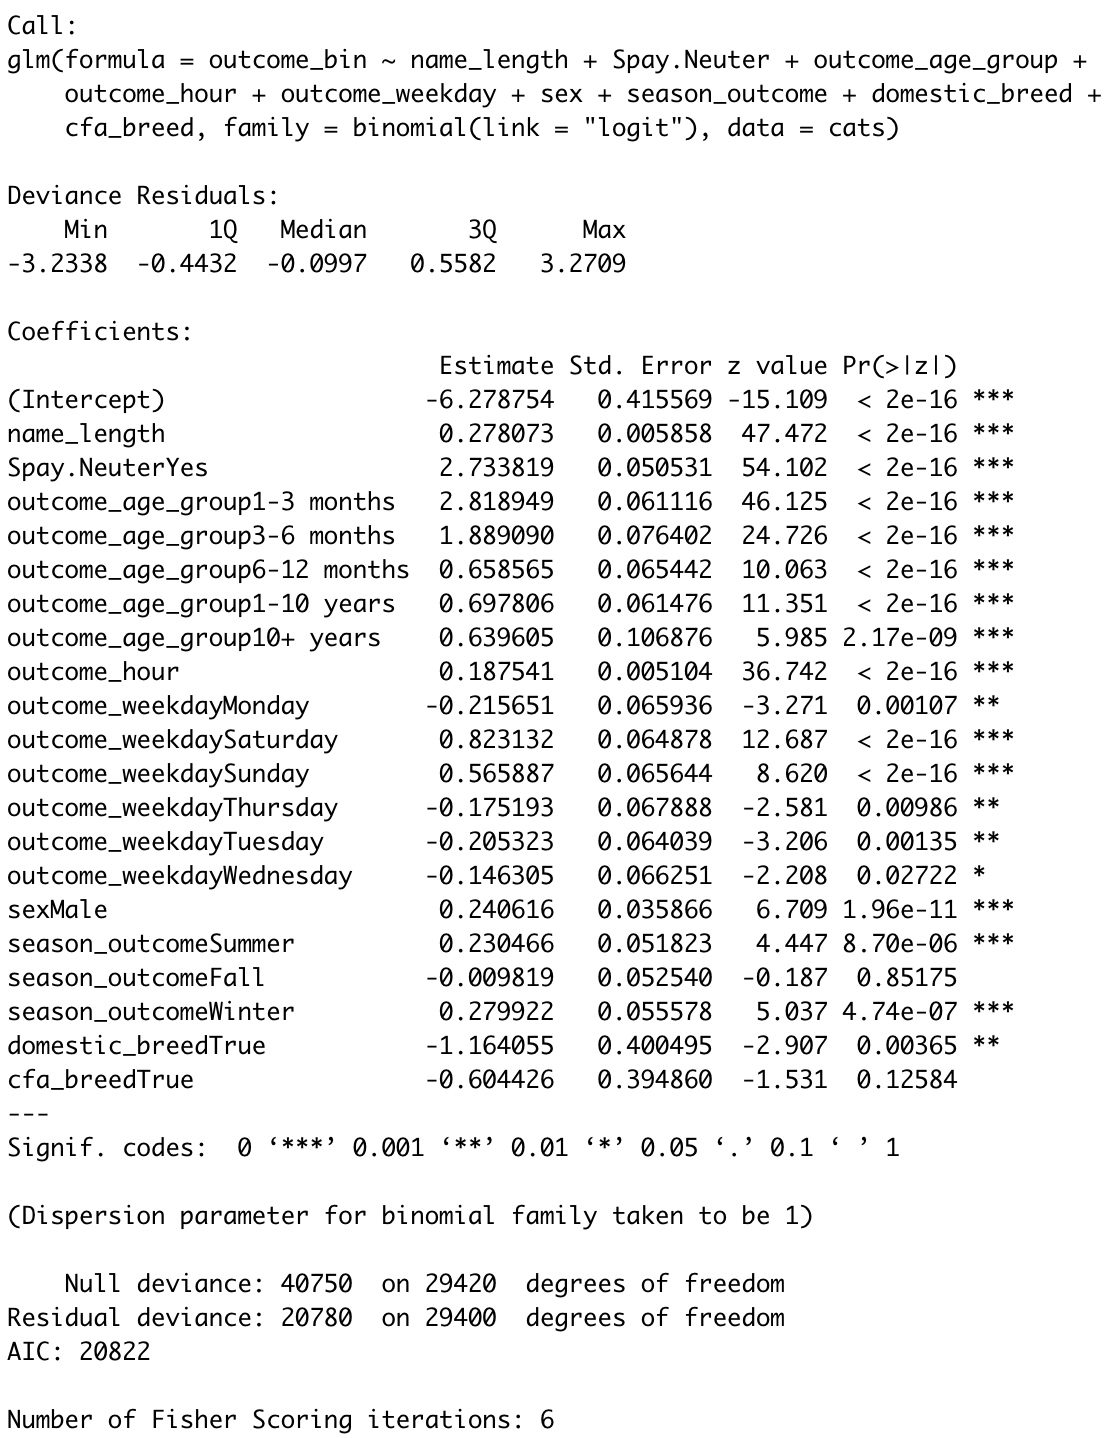 Call:
glm(formula = outcome_bin ~ name_length + Spay.Neuter + outcome_age_group +
    outcome_hour + outcome_weekday + sex + season_outcome + domestic_breed +
    cfa_breed, family = binomial(link = "logit"), data = cats)

Deviance Residuals:
    Min       1Q   Median       3Q      Max
-3.2338  -0.4432  -0.0997   0.5582   3.2709

Coefficients:
                              Estimate Std. Error z value Pr(>|z|)
(Intercept)                  -6.278754   0.415569 -15.109  < 2e-16 ***
name_length                   0.278073   0.005858  47.472  < 2e-16 ***
Spay.NeuterYes                2.733819   0.050531  54.102  < 2e-16 ***
outcome_age_group1-3 months   2.818949   0.061116  46.125  < 2e-16 ***
outcome_age_group3-6 months   1.889090   0.076402  24.726  < 2e-16 ***
outcome_age_group6-12 months  0.658565   0.065442  10.063  < 2e-16 ***
outcome_age_group1-10 years   0.697806   0.061476  11.351  < 2e-16 ***
outcome_age_group10+ years    0.639605   0.106876   5.985 2.17e-09 ***
outcome_hour                  0.187541   0.005104  36.742  < 2e-16 ***
outcome_weekdayMonday        -0.215651   0.065936  -3.271  0.00107 **
outcome_weekdaySaturday       0.823132   0.064878  12.687  < 2e-16 ***
outcome_weekdaySunday         0.565887   0.065644   8.620  < 2e-16 ***
outcome_weekdayThursday      -0.175193   0.067888  -2.581  0.00986 **
outcome_weekdayTuesday       -0.205323   0.064039  -3.206  0.00135 **
outcome_weekdayWednesday     -0.146305   0.066251  -2.208  0.02722 *
sexMale                       0.240616   0.035866   6.709 1.96e-11 ***
season_outcomeSummer          0.230466   0.051823   4.447 8.70e-06 ***
season_outcomeFall           -0.009819   0.052540  -0.187  0.85175
season_outcomeWinter          0.279922   0.055578   5.037 4.74e-07 ***
domestic_breedTrue           -1.164055   0.400495  -2.907  0.00365 **
cfa_breedTrue                -0.604426   0.394860  -1.531  0.12584
---
Signif. codes:  0 ‘***’ 0.001 ‘**’ 0.01 ‘*’ 0.05 ‘.’ 0.1 ‘ ’ 1

(Dispersion parameter for binomial family taken to be 1)

    Null deviance: 40750  on 29420  degrees of freedom
Residual deviance: 20780  on 29400  degrees of freedom
AIC: 20822

Number of Fisher Scoring iterations: 6